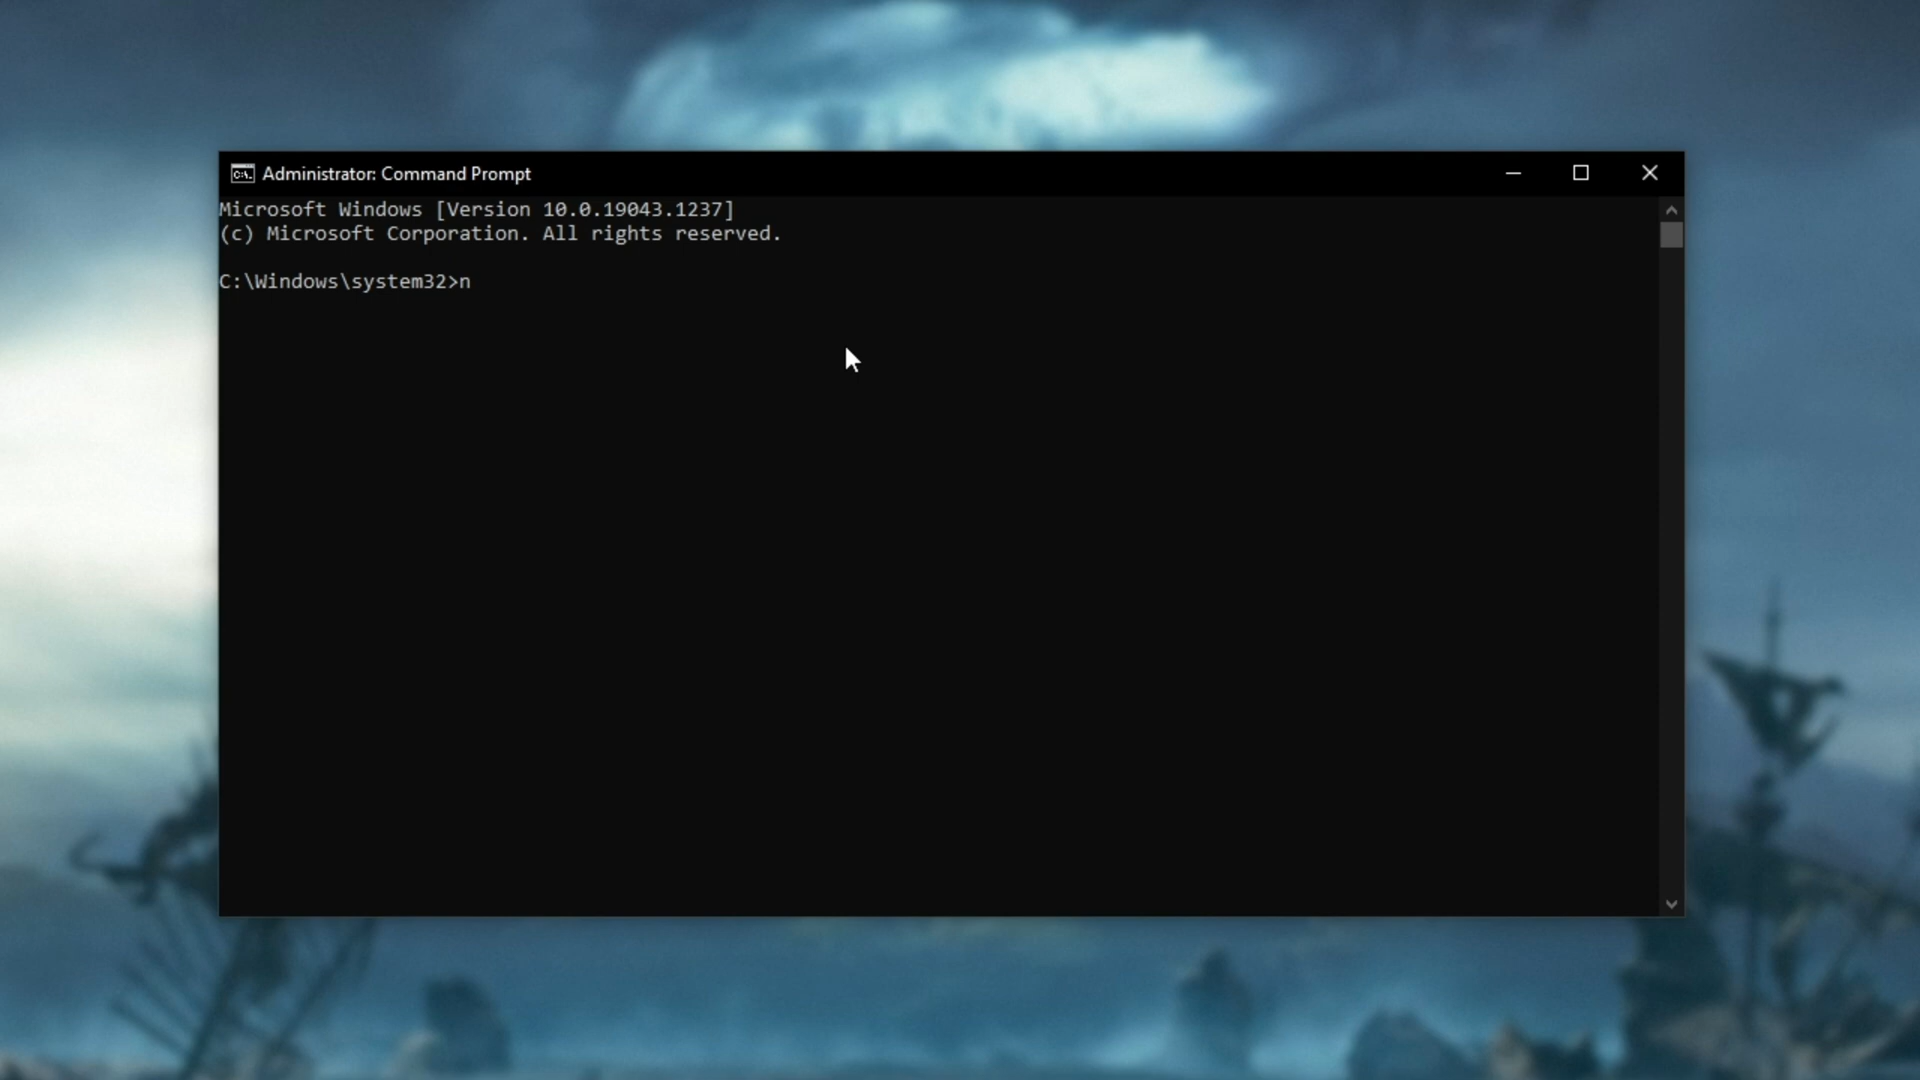 Administrator: Command Prompt
Microsoft Windows [Version 10.0.19043.1237]
(c) Microsoft Corporation. All rights reserved.
C:\Windows\system32>n